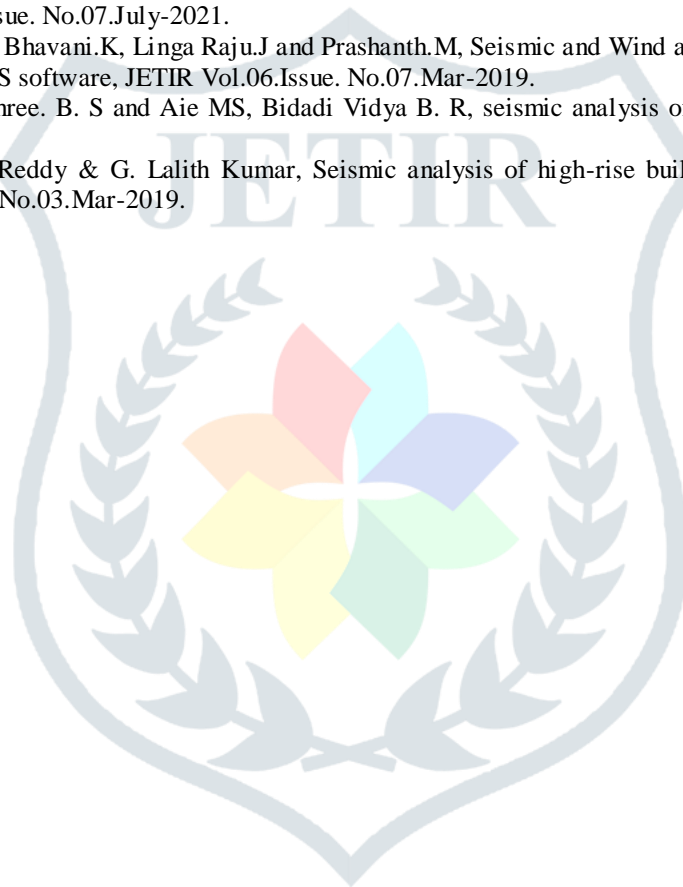 sue. No.07.July-2021.
Bhavani.K, Linga Raju.J and Prashanth.M, Seismic and Wind a
S software, JETIR Vol.06.Issue. No.07.Mar-2019.
hree. B. S and Aie MS, Bidadi Vidya B. R, seismic analysis of
Reddy & G. Lalith Kumar, Seismic analysis of high-rise buil
No.03.Mar-2019.
JETIR